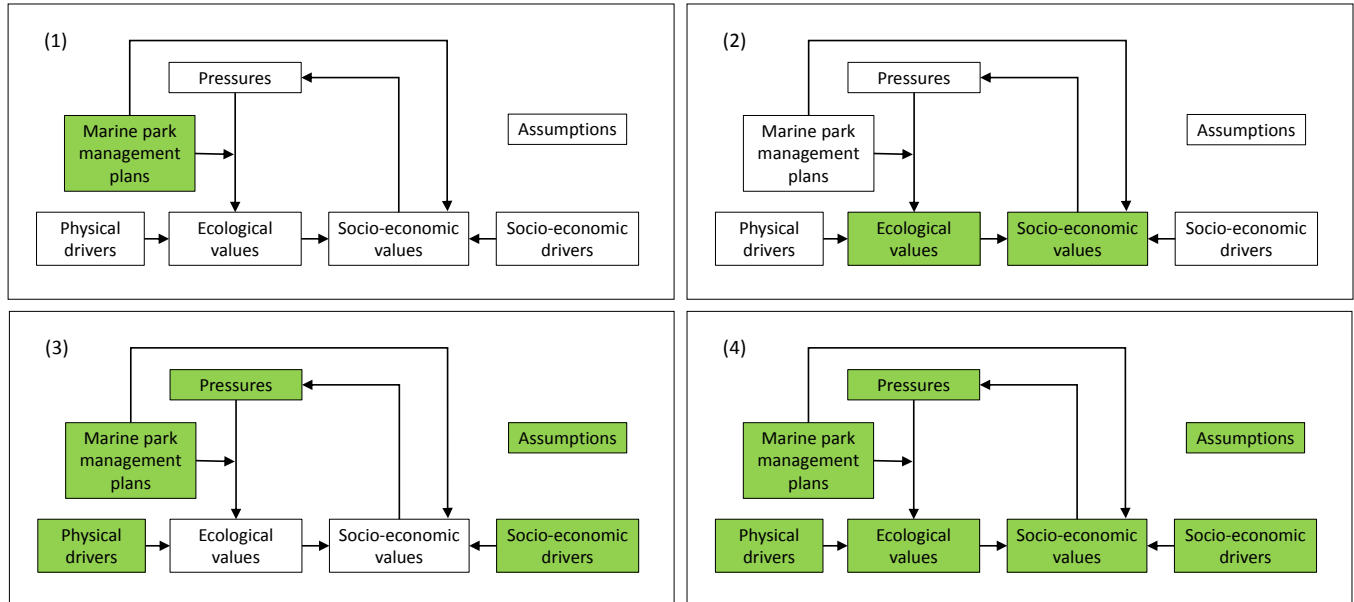 (1)
Pressures
Marine park
management
plans
Assumptions
Physical
drivers
Ecological
values
Socio-economic
values
Socio-economic
drivers
(2)
Pressures
Marine park
management
plans
Assumptions
Physical
drivers
Ecological
values
Socio-economic
values
Socio-economic
drivers
(3)
Pressures
Marine park
management
plans
Assumptions
Physical
drivers
Ecological
values
Socio-economic
values
Socio-economic
drivers
(4)
Pressures
Marine park
management
plans
Assumptions
Physical
drivers
Ecological
values
Socio-economic
values
Socio-economic
drivers